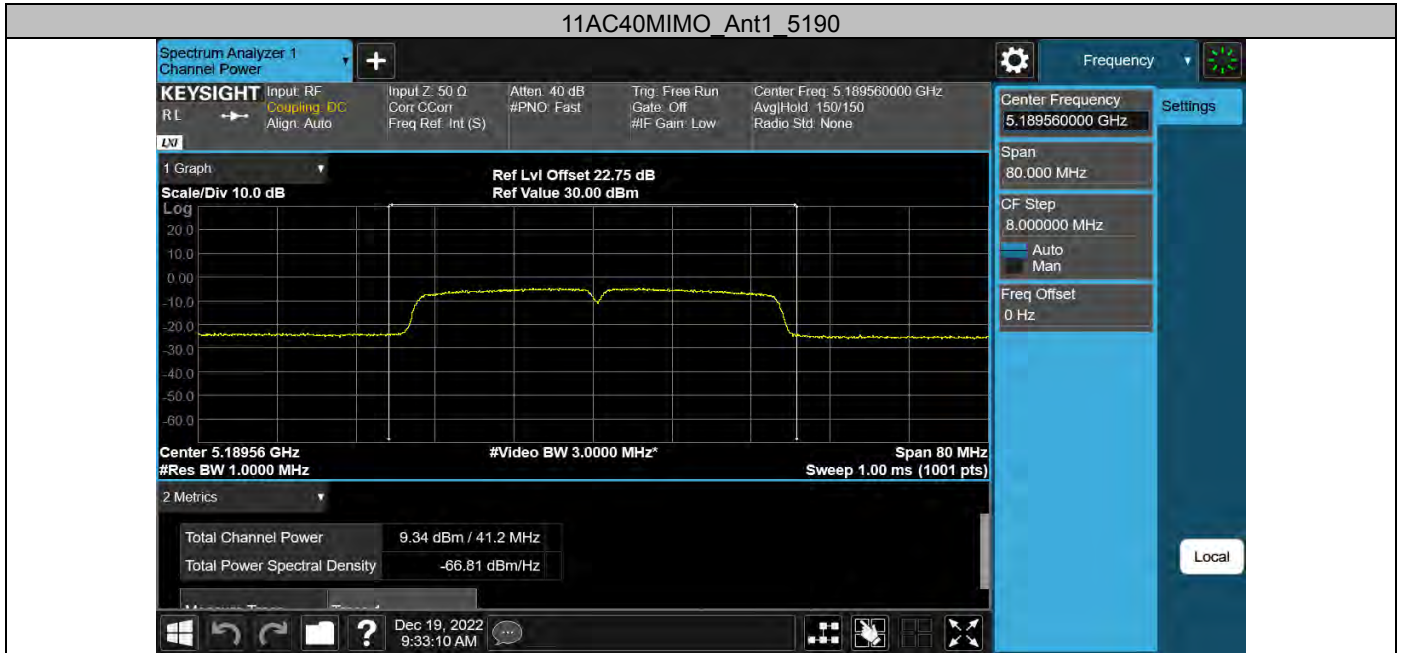 11AC40MIMO_Ant1_5190
Spectrum Analyzer 1
Channel Power
Frequency
KEYSIGHT
RL
LXI
Input: RF
Coupling: DC
Align: Auto
Input Z: 50 Ω
Corr CCorr
Freq Ref: Int (S)
Atten: 40 dB
#PNO: Fast
Trig: Free Run
Gate: Off
#IF Gain: Low
Center Freq: 5.189560000 GHz
Avg|Hold: 150/150
Radio Std: None
Center Frequency
5.189560000 GHz
Settings
Span
80.000 MHz
CF Step
8.000000 MHz
Auto
Man
Freq Offset
0 Hz
Local
1 Graph
Scale/Div 10.0 dB
Ref Lvl Offset 22.75 dB
Ref Value 30.00 dBm
Log
20.0
10.0
0.00
-10.0
-20.0
-30.0
-40.0
-50.0
-60.0
Center 5.18956 GHz
#Res BW 1.0000 MHz
#Video BW 3.0000 MHz*
Span 80 MHz
Sweep 1.00 ms (1001 pts)
2 Metrics
Total Channel Power 9.34 dBm / 41.2 MHz
Total Power Spectral Density -66.81 dBm/Hz
?
Dec 19, 2022
9:33:10 AM